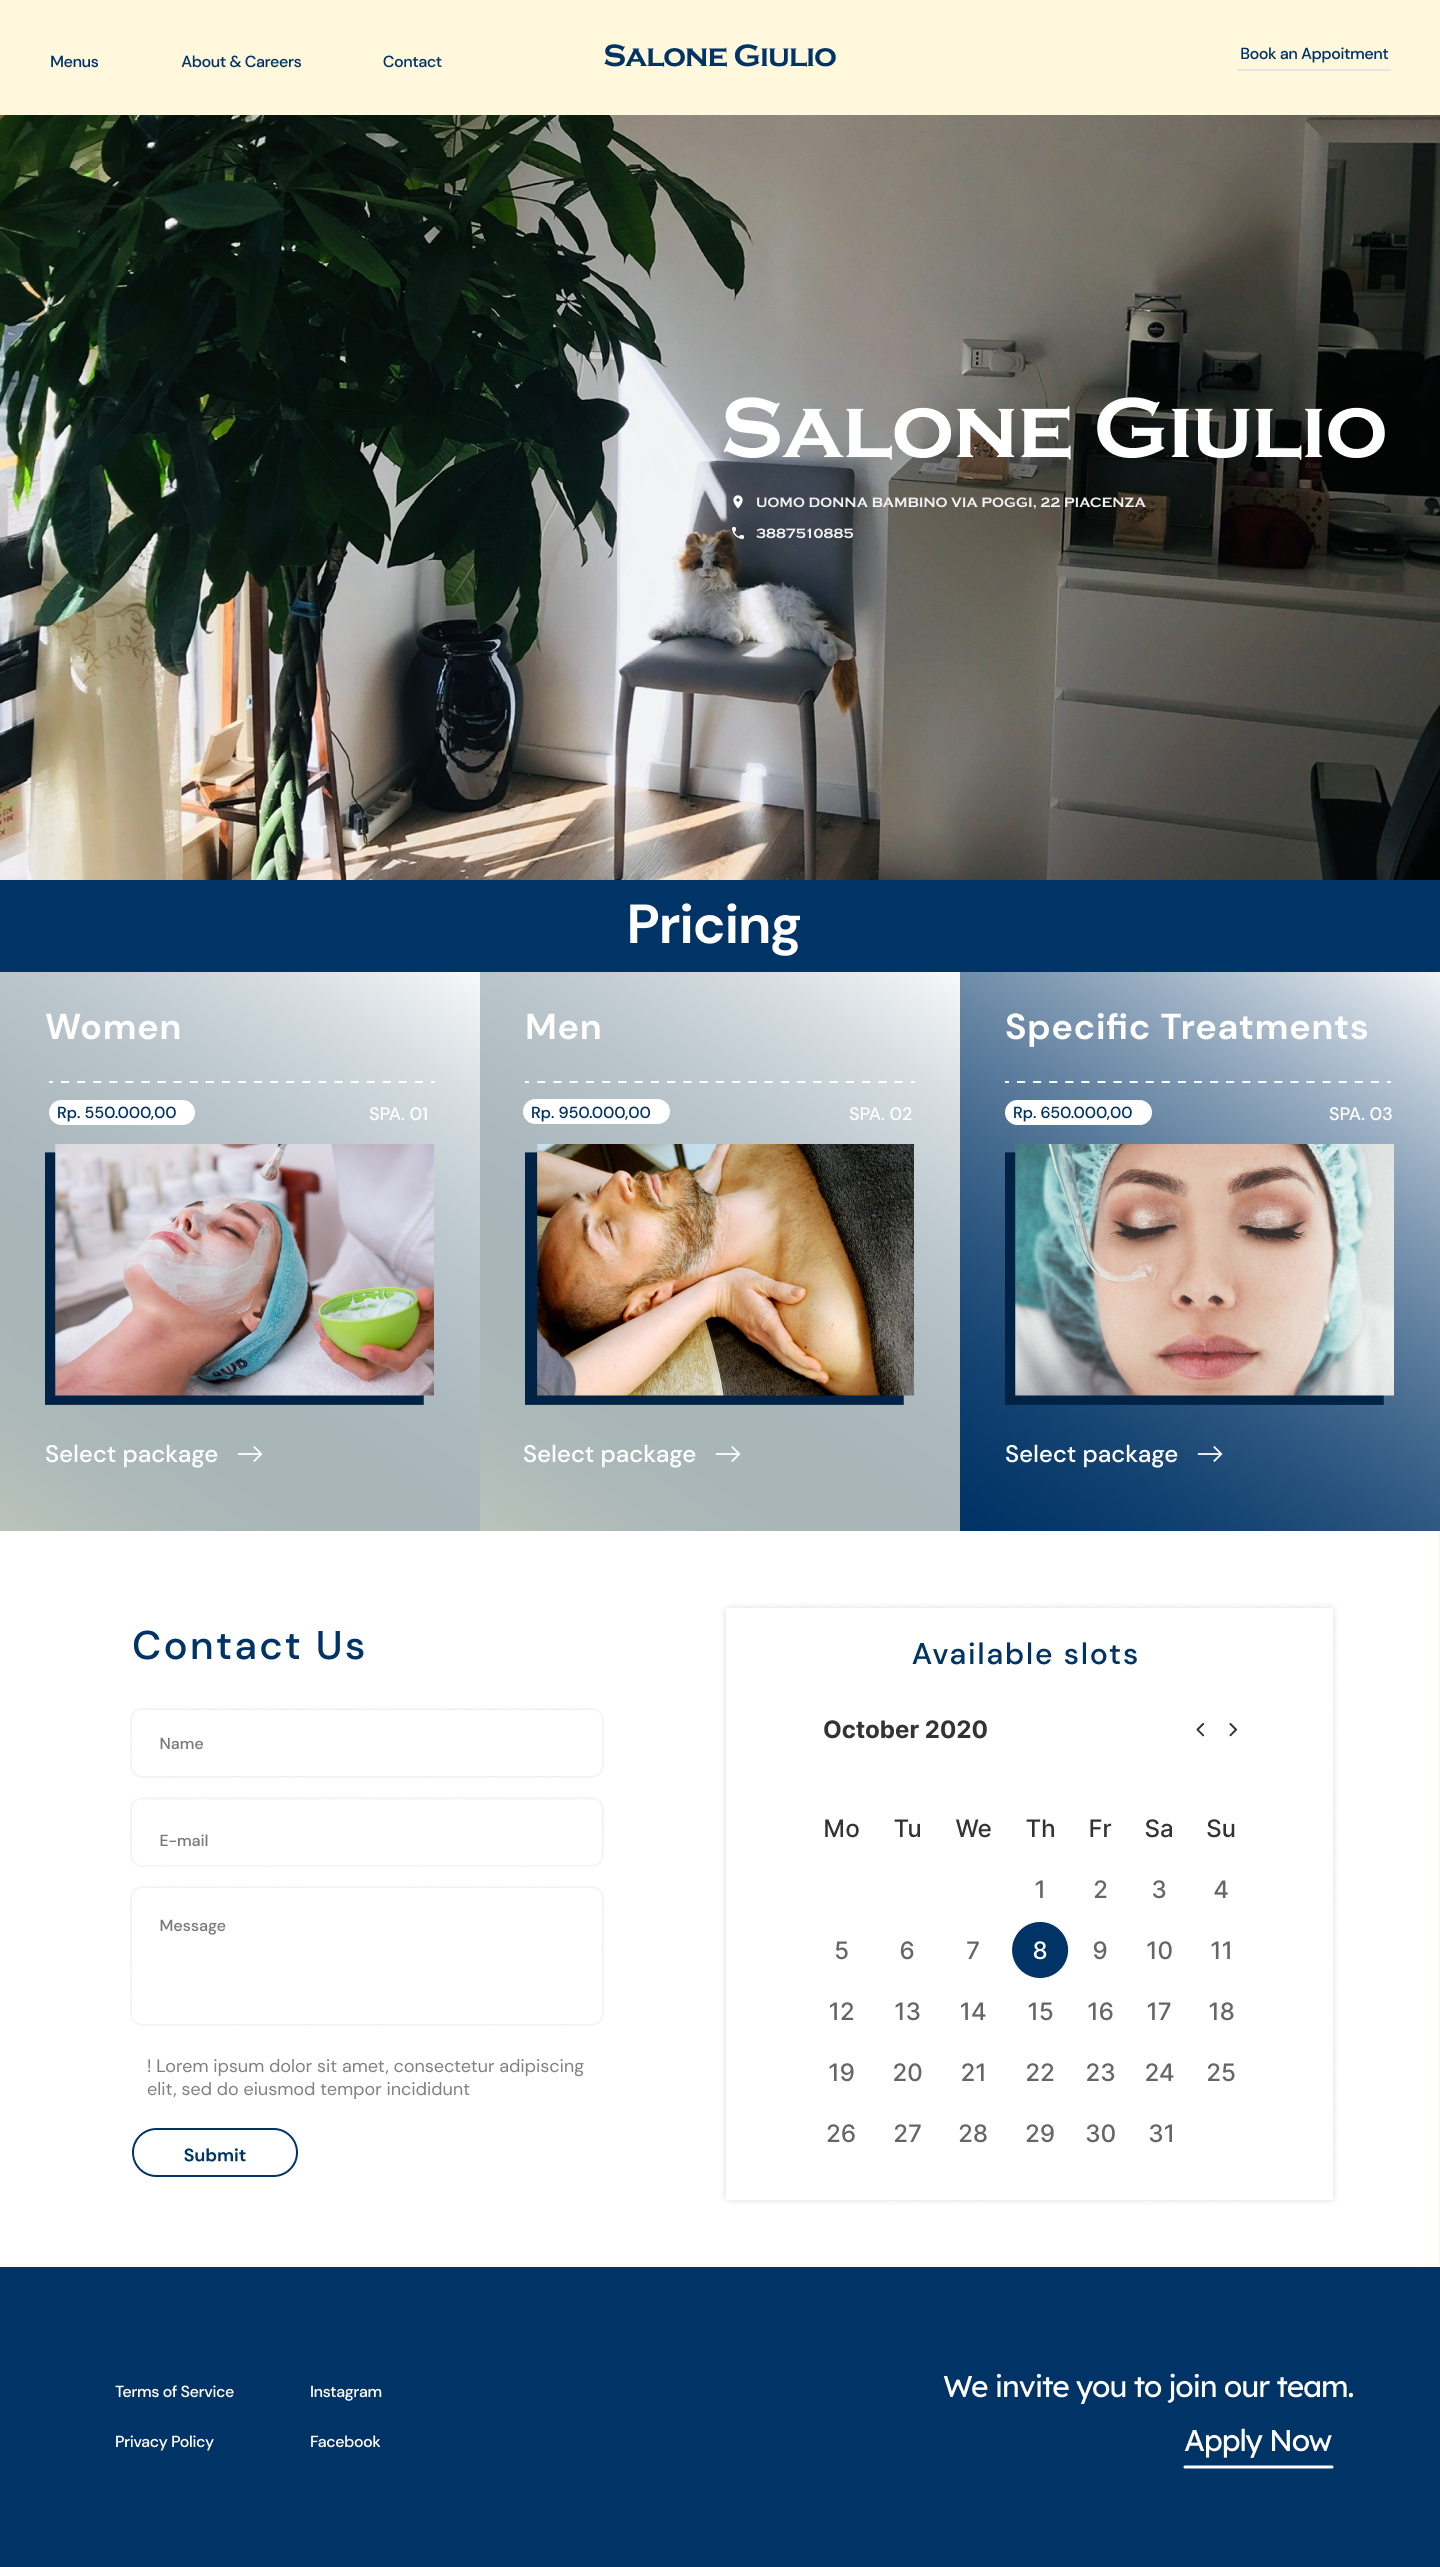 Menus
About & Careers
Contact
SALONE GIULIO
Book an Appoitment
SALONE GIULIO
UOMO DONNA BAMBINO VIA POGGI, 22 PIACENZA
3887510885
Pricing
Women
Rp. 550.000,00
SPA. 01
Select package
Men
Rp. 950.000,00
SPA. 02
Select package
Specific Treatments
Rp. 650.000,00
SPA. 03
Select package
Contact Us
Name
E-mail
Message
! Lorem ipsum dolor sit amet, consectetur adipiscing
elit, sed do eiusmod tempor incididunt
Submit
Available slots
October 2020
Mo Tu We Th Fr Sa Su
1 2 3 4
5 6 7 8 9 10 11
12 13 14 15 16 17 18
19 20 21 22 23 24 25
26 27 28 29 30 31
Terms of Service
Instagram
Privacy Policy
Facebook
We invite you to join our team.
Apply Now